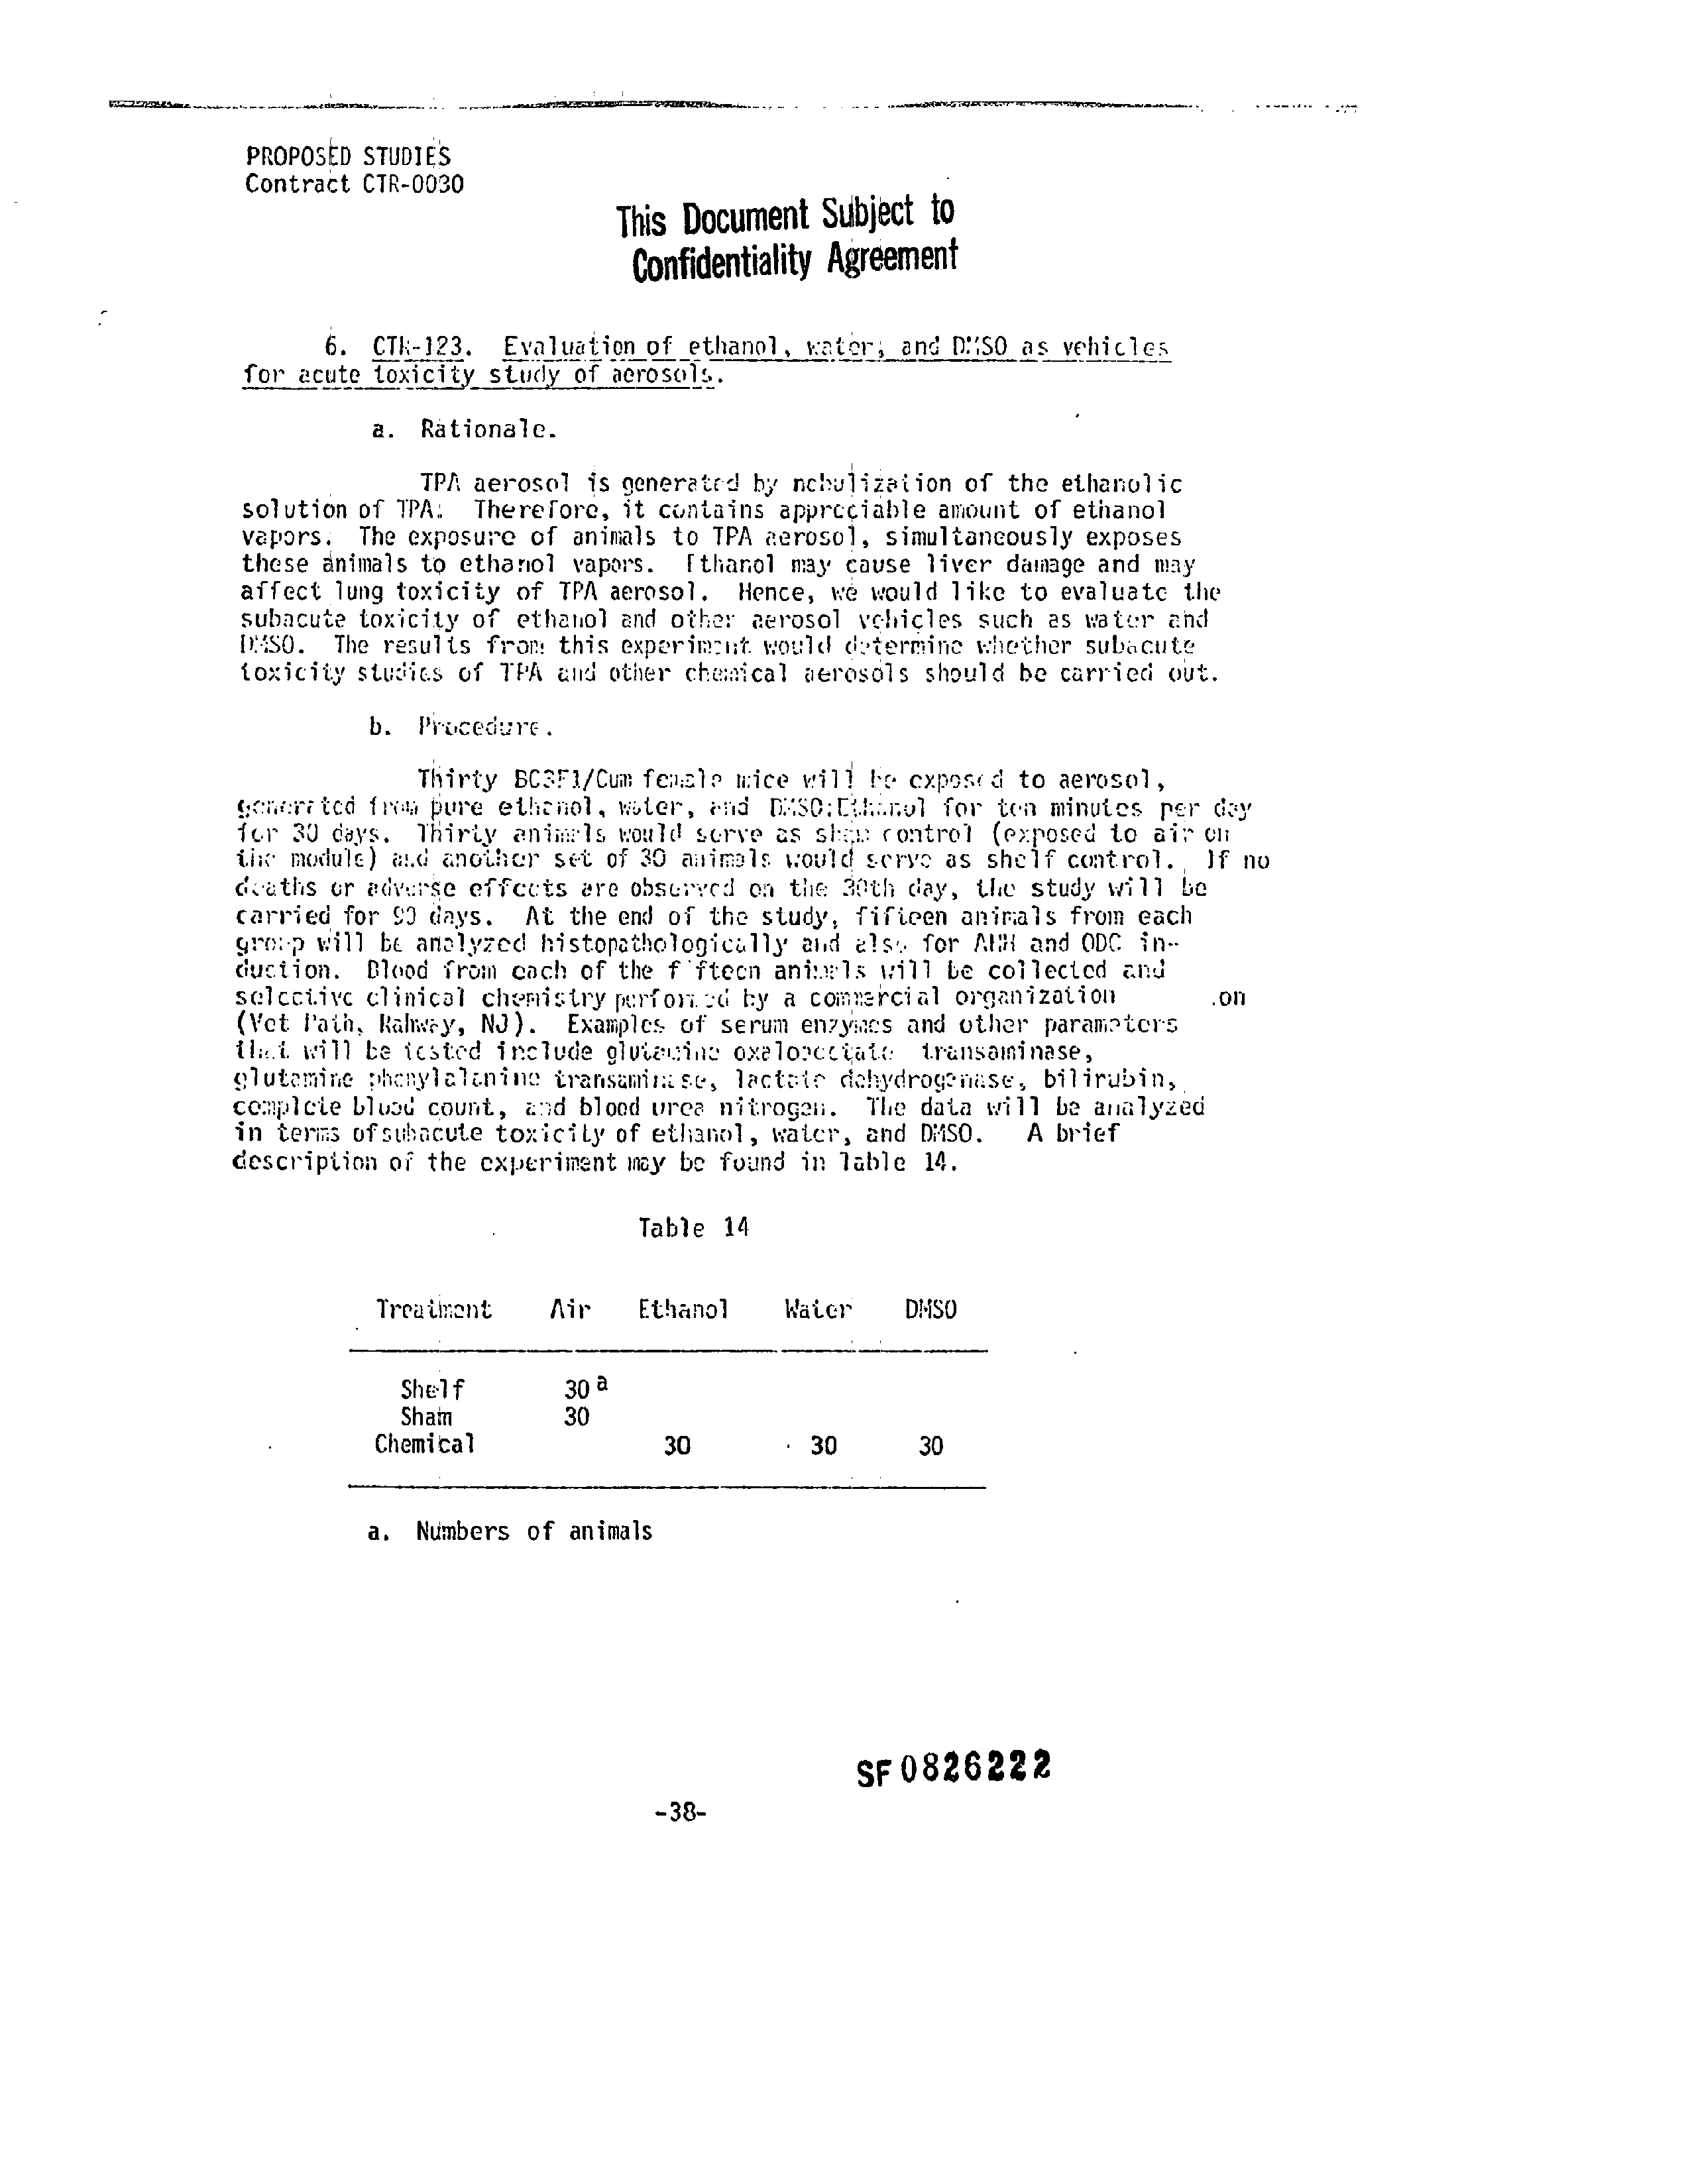 PROPOSED STUDIES
Contract CTR-0030
This Document Subject to
Confidentiality Agreement
6. CTR-123. Evaluation of ethanol, water, and DMSO as vehicles
for acute toxicity study of aerosols.
a. Rationale.
TPA aerosol is generated by nebulization of the ethanolic
solution of TPA. Therefore, it contains appreciable amount of ethanol
vapors. The exposure of animals to TPA aerosol, simultaneously exposes
these animals to ethanol vapors. Ethanol may cause liver damage and may
affect lung toxicity of TPA aerosol. Hence, we would like to evaluate the
subacute toxicity of ethanol and other aerosol vehicles such as water and
DMSO. The results from this experiment would determine whether subacute
toxicity studies of TPA and other chemical aerosols should be carried out.
b. Procedure.
Thirty BC3F1/Cum female mice will be exposed to aerosol,
generated from pure ethanol, water, and DMSO:Ethanol for ten minutes per day
for 30 days. Thirty animals would serve as sham control (exposed to air on
the module) and another set of 30 animals would serve as shelf control. If no
deaths or adverse effects are observed on the 30th day, the study will be
carried for 90 days. At the end of the study, fifteen animals from each
group will be analyzed histopathologically and also for AHH and ODC in-
duction. Blood from each of the fifteen animals will be collected and
selective clinical chemistry performed by a commercial organization .on
(Vet Path, Rahway, NJ). Examples of serum enzymes and other parameters
that will be tested include glutamine oxaloacetate transaminase,
glutamine phenylalanine transaminase, lactate dehydrogenase, bilirubin,
complete blood count, and blood urea nitrogen. The data will be analyzed
in terms of subacute toxicity of ethanol, water, and DMSO. A brief
description of the experiment may be found in Table 14.
Table 14
Treatment Air Ethanol Water DMSO
Shelf 30 a
Sham 30
Chemical 30 30 30
a. Numbers of animals
SF 0826222
-38-